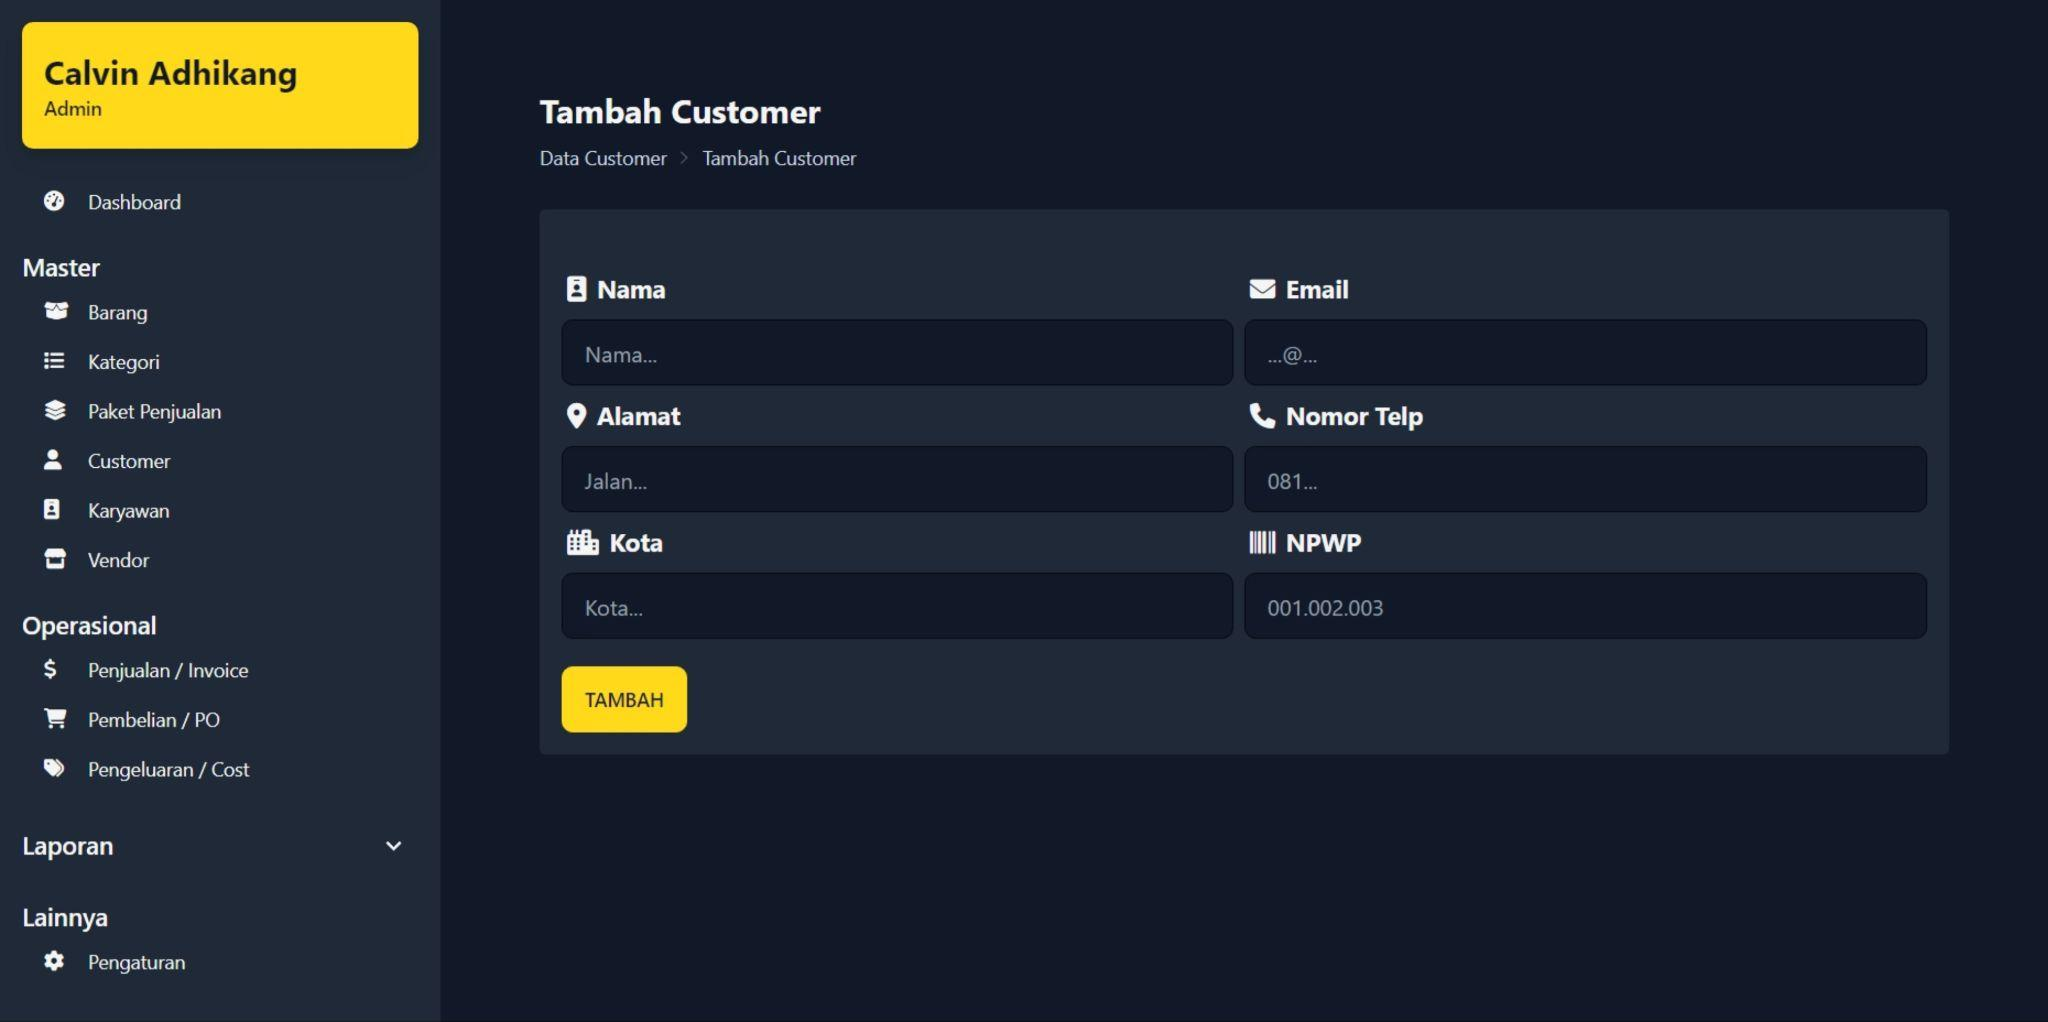 Calvin Adhikang
Admin
Dashboard
Master
Barang
Kategori
Paket Penjualan
Customer
Karyawan
Vendor
Operasional
Penjualan / Invoice
Pembelian / PO
Pengeluaran / Cost
Laporan
Lainnya
Pengaturan
Tambah Customer
Data Customer > Tambah Customer
Nama
Nama...
Email
...@...
Alamat
Jalan...
Nomor Telp
081...
Kota
Kota...
NPWP
001.002.003
TAMBAH